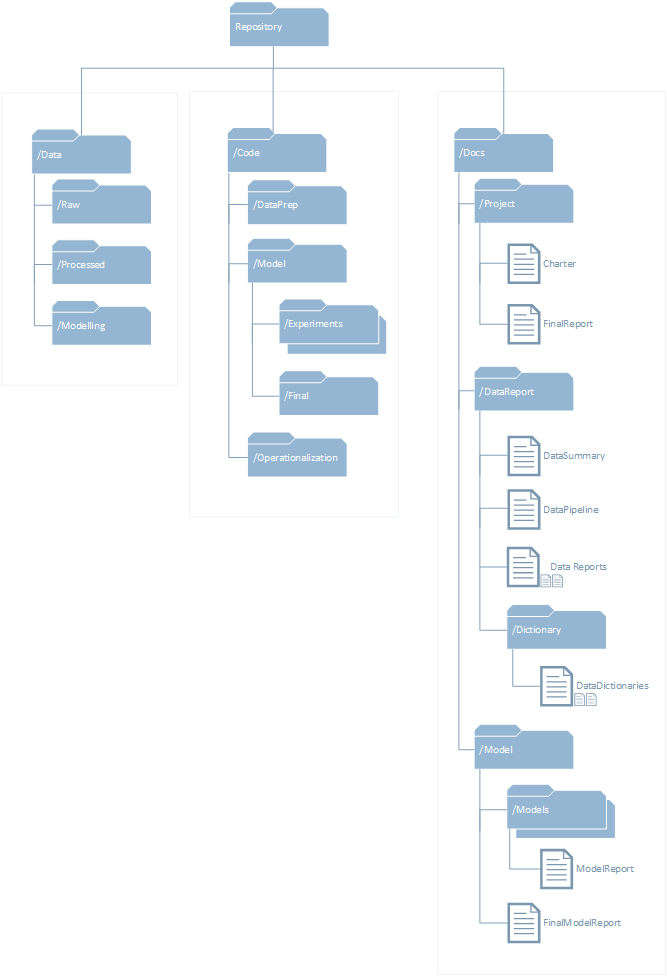 Repository
/Data
/Raw
/Processed
/Modelling
/Code
/DataPrep
/Model
/Experiments
/Final
/Operationalization
/Docs
/Project
Charter
FinalReport
/DataReport
DataSummary
DataPipeline
Data Reports
/Dictionary
DataDictionaries
/Model
/Models
ModelReport
FinalModelReport